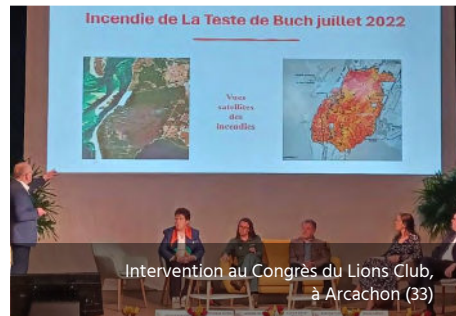 Incendie de La Teste de Buch juillet 2022
Vues
satellites
des
incendies
Intervention au Congrès du Lions Club,
à Arcachon (33)